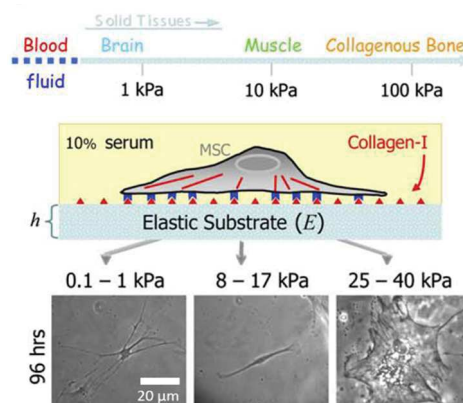 Solid Tissues
Blood Brain Muscle Collagenous Bone
fluid
1 kPa 10 kPa 100 kPa
10% serum
MSC
Collagen-I
h
Elastic Substrate (E)
0.1 – 1 kPa 8 – 17 kPa 25 – 40 kPa
96 hrs
20 μm